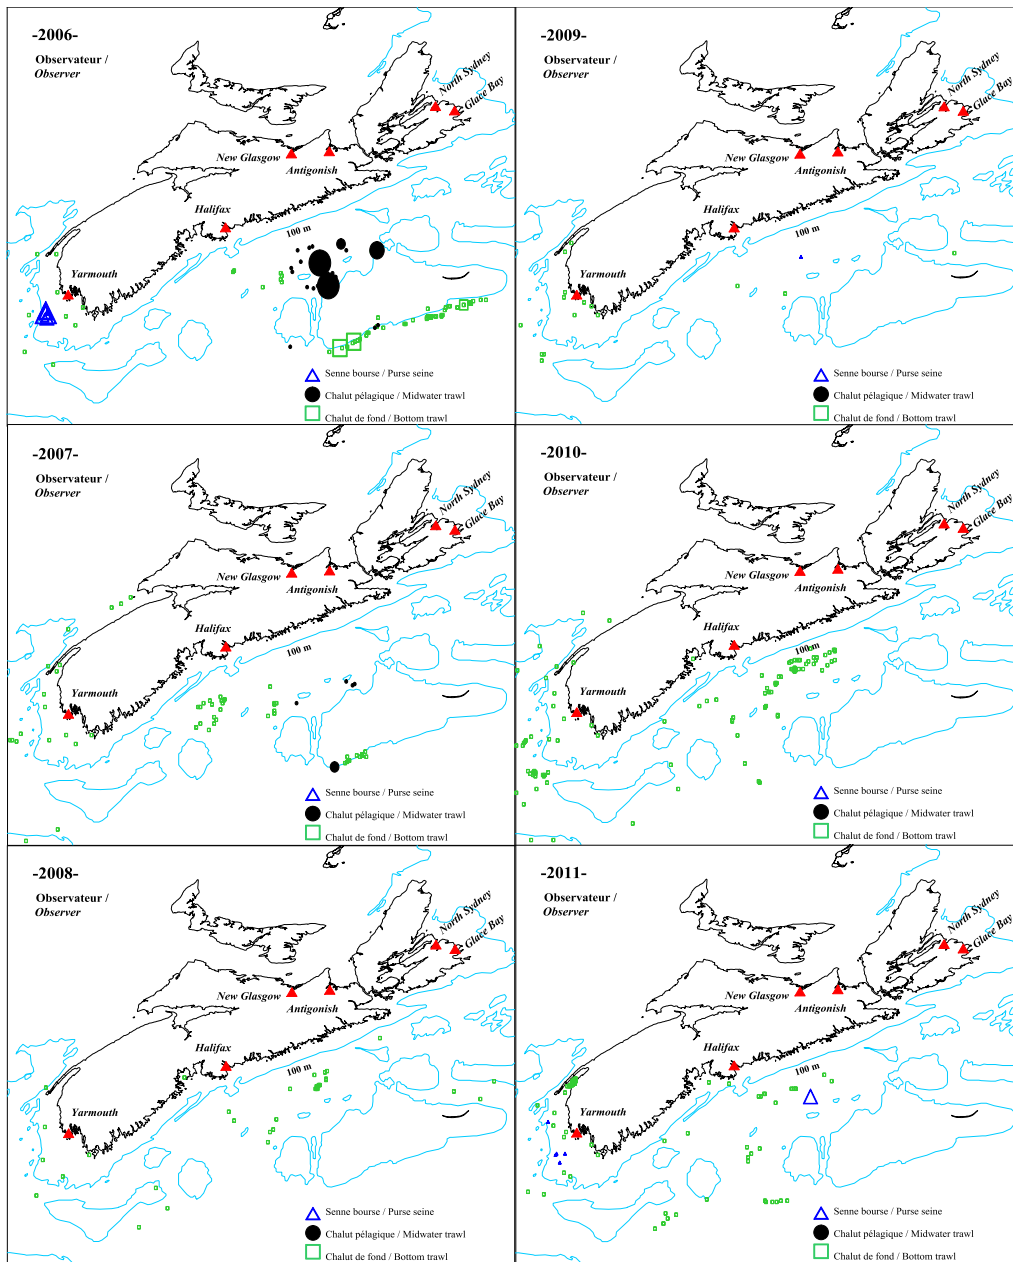 -2006-
Observateur /
Observer
North Sydney
Glace Bay
New Glasgow
Antigonish
Halifax
100 m
Yarmouth
Senne bourse / Purse seine
Chalut pélagique / Midwater trawl
Chalut de fond / Bottom trawl
-2009-
Observateur /
Observer
North Sydney
Glace Bay
New Glasgow
Antigonish
Halifax
100 m
Yarmouth
Senne bourse / Purse seine
Chalut pélagique / Midwater trawl
Chalut de fond / Bottom trawl
-2007-
Observateur /
Observer
North Sydney
Glace Bay
New Glasgow
Antigonish
Halifax
100 m
Yarmouth
Senne bourse / Purse seine
Chalut pélagique / Midwater trawl
Chalut de fond / Bottom trawl
-2010-
Observateur /
Observer
North Sydney
Glace Bay
New Glasgow
Antigonish
Halifax
100 m
Yarmouth
Senne bourse / Purse seine
Chalut pélagique / Midwater trawl
Chalut de fond / Bottom trawl
-2008-
Observateur /
Observer
North Sydney
Glace Bay
New Glasgow
Antigonish
Halifax
100 m
Yarmouth
Senne bourse / Purse seine
Chalut pélagique / Midwater trawl
Chalut de fond / Bottom trawl
-2011-
Observateur /
Observer
North Sydney
Glace Bay
New Glasgow
Antigonish
Halifax
100 m
Yarmouth
Senne bourse / Purse seine
Chalut pélagique / Midwater trawl
Chalut de fond / Bottom trawl